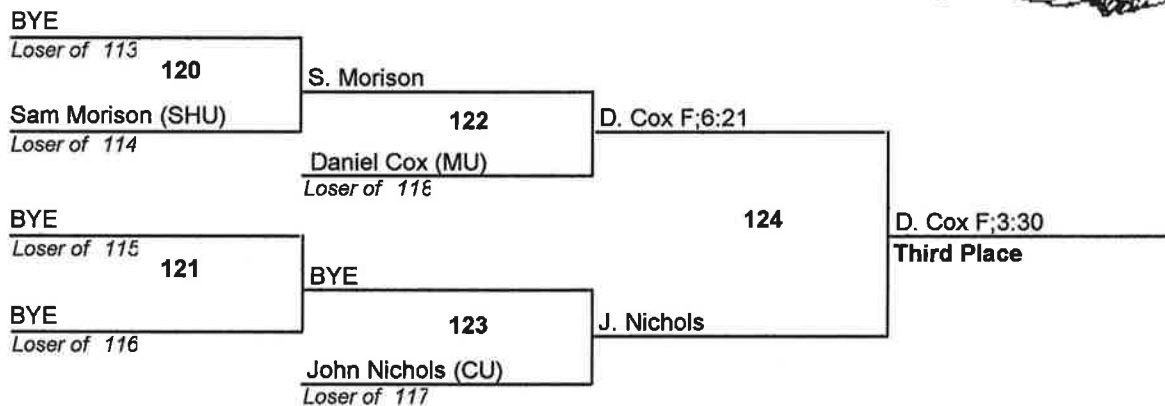 BYE
Loser of 113
120
S. Morison
Sam Morison (SHU)
Loser of 114
122
D. Cox F;6:21
Daniel Cox (MU)
Loser of 118
BYE
Loser of 115
121
BYE
124
D. Cox F;3:30
Third Place
BYE
Loser of 116
123
J. Nichols
John Nichols (CU)
Loser of 117